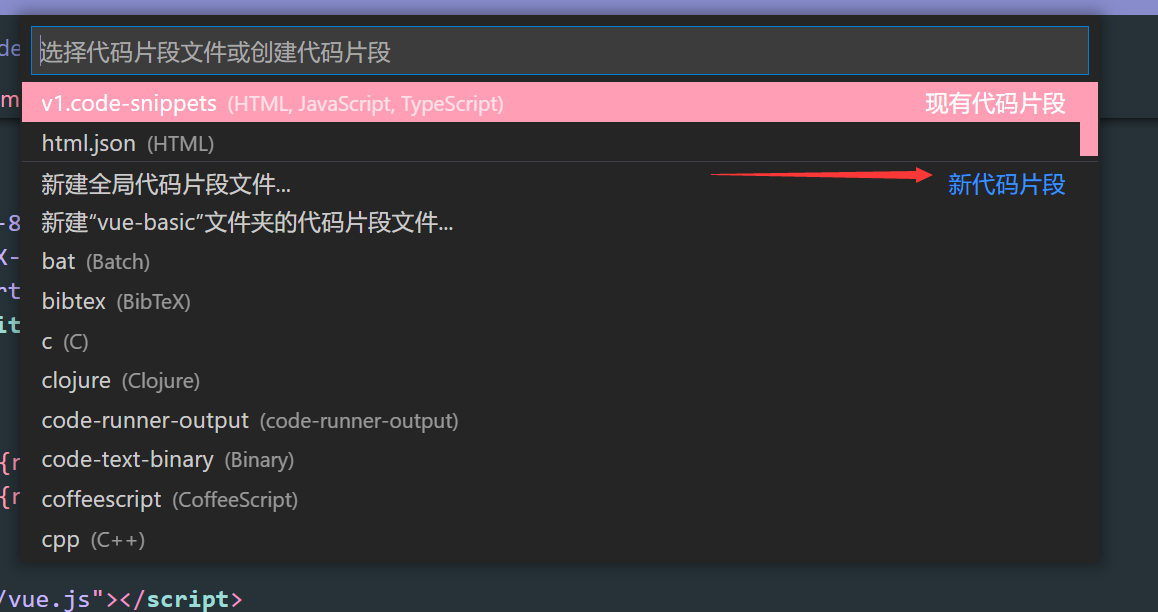 选择代码片段文件或创建代码片段
v1.code-snippets (HTML, JavaScript, TypeScript) 现有代码片段
html.json (HTML)
新建全局代码片段文件... 新代码片段
新建“vue-basic”文件夹的代码片段文件...
bat (Batch)
bibtex (BibTeX)
c (C)
clojure (Clojure)
code-runner-output (code-runner-output)
code-text-binary (Binary)
coffeescript (CoffeeScript)
cpp (C++)
/vue.js"></script>